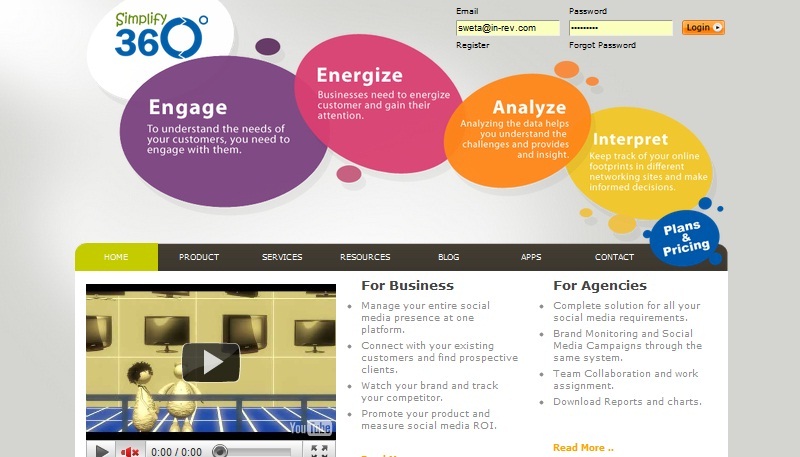 Simplify
360°
Email
Password
sweta@in-rev.com
•••••••••
Login
Register
Forgot Password
Engage
To understand the needs of
your customers, you need to
engage with them.
Energize
Businesses need to energize
customer and gain their
attention.
Analyze
Analyzing the data helps
you understand the
challenges and provides
and insight.
Interpret
Keep track of your online
footprints in different
networking sites and make
informed decisions.
Plans
&
Pricing
HOME
PRODUCT
SERVICES
RESOURCES
BLOG
APPS
CONTACT
YouTube
0:00 / 0:00
For Business
Manage your entire social
media presence at one
platform.
Connect with your existing
customers and find prospective
clients.
Watch your brand and track
your competitor.
Promote your product and
measure social media ROI.
For Agencies
Complete solution for all your
social media requirements.
Brand Monitoring and Social
Media Campaigns through the
same system.
Team Collaboration and work
assignment.
Download Reports and charts.
Read More ..